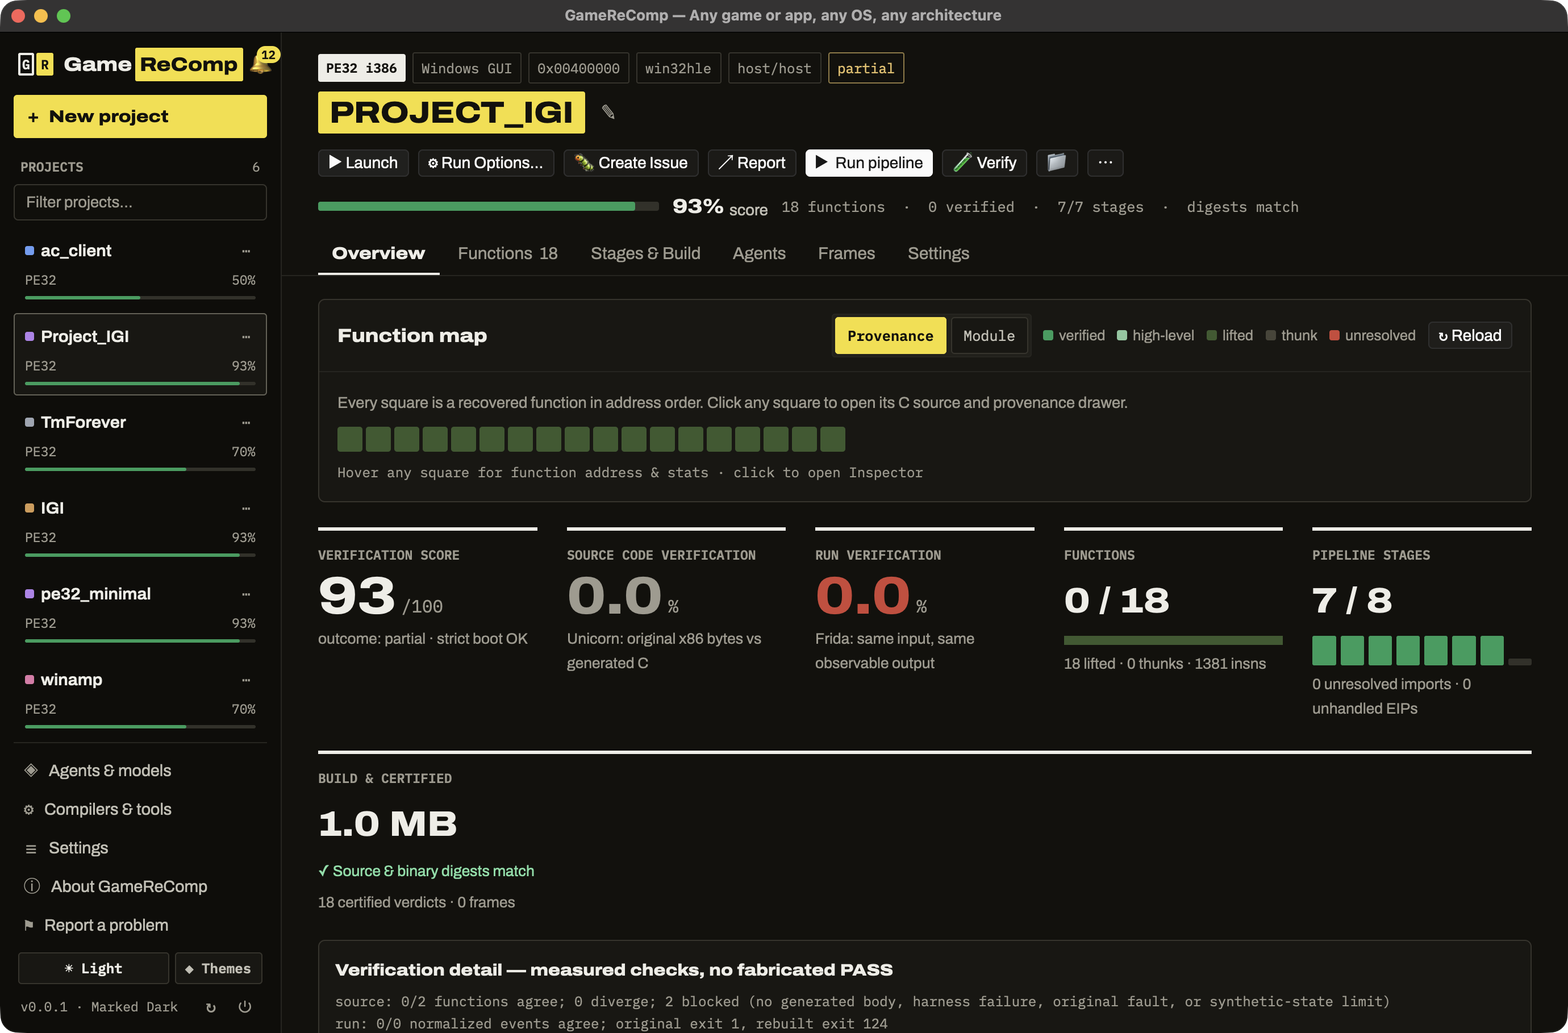 GameReComp — Any game or app, any OS, any architecture
GR Game ReComp 12
+ New project
PROJECTS 6
Filter projects...
ac_client ...
PE32 50%
Project_IGI ...
PE32 93%
TmForever ...
PE32 70%
IGI ...
PE32 93%
pe32_minimal ...
PE32 93%
winamp ...
PE32 70%
Agents & models
Compilers & tools
Settings
About GameReComp
Report a problem
Light
Themes
v0.0.1 · Marked Dark
PE32 i386
Windows GUI
0x00400000
win32hle
host/host
partial
PROJECT_IGI
Launch
Run Options...
Create Issue
Report
Run pipeline
Verify
...
93% score 18 functions · 0 verified · 7/7 stages · digests match
Overview
Functions 18
Stages & Build
Agents
Frames
Settings
Function map
Provenance
Module
verified
high-level
lifted
thunk
unresolved
↻ Reload
Every square is a recovered function in address order. Click any square to open its C source and provenance drawer.
Hover any square for function address & stats · click to open Inspector
VERIFICATION SCORE
93 /100
outcome: partial · strict boot OK
SOURCE CODE VERIFICATION
0.0 %
Unicorn: original x86 bytes vs
generated C
RUN VERIFICATION
0.0 %
Frida: same input, same
observable output
FUNCTIONS
0 / 18
18 lifted · 0 thunks · 1381 insns
PIPELINE STAGES
7 / 8
0 unresolved imports · 0
unhandled EIPs
BUILD & CERTIFIED
1.0 MB
✓ Source & binary digests match
18 certified verdicts · 0 frames
Verification detail — measured checks, no fabricated PASS
source: 0/2 functions agree; 0 diverge; 2 blocked (no generated body, harness failure, original fault, or synthetic-state limit)
run: 0/0 normalized events agree; original exit 1, rebuilt exit 124